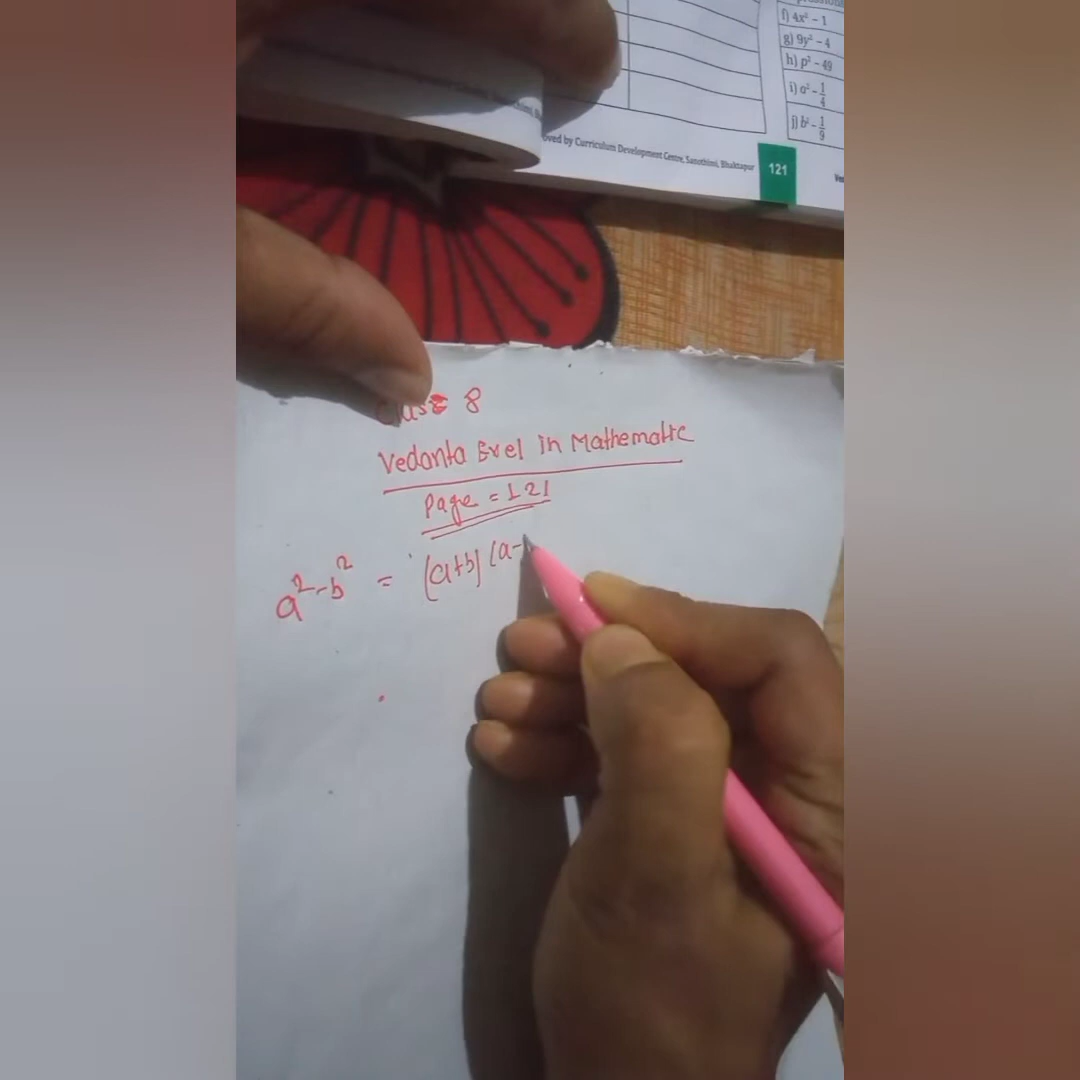 f) 4x² – 1
g) 9y² – 4
h) p² – 49
i) a² – 1/4
j) b² – 1/9
oved by Curriculum Development Centre, Sanothimi, Bhaktapur
121
8
Vedanta Exel in Mathematic
Page = 121
a² - b² = (a+b) (a-